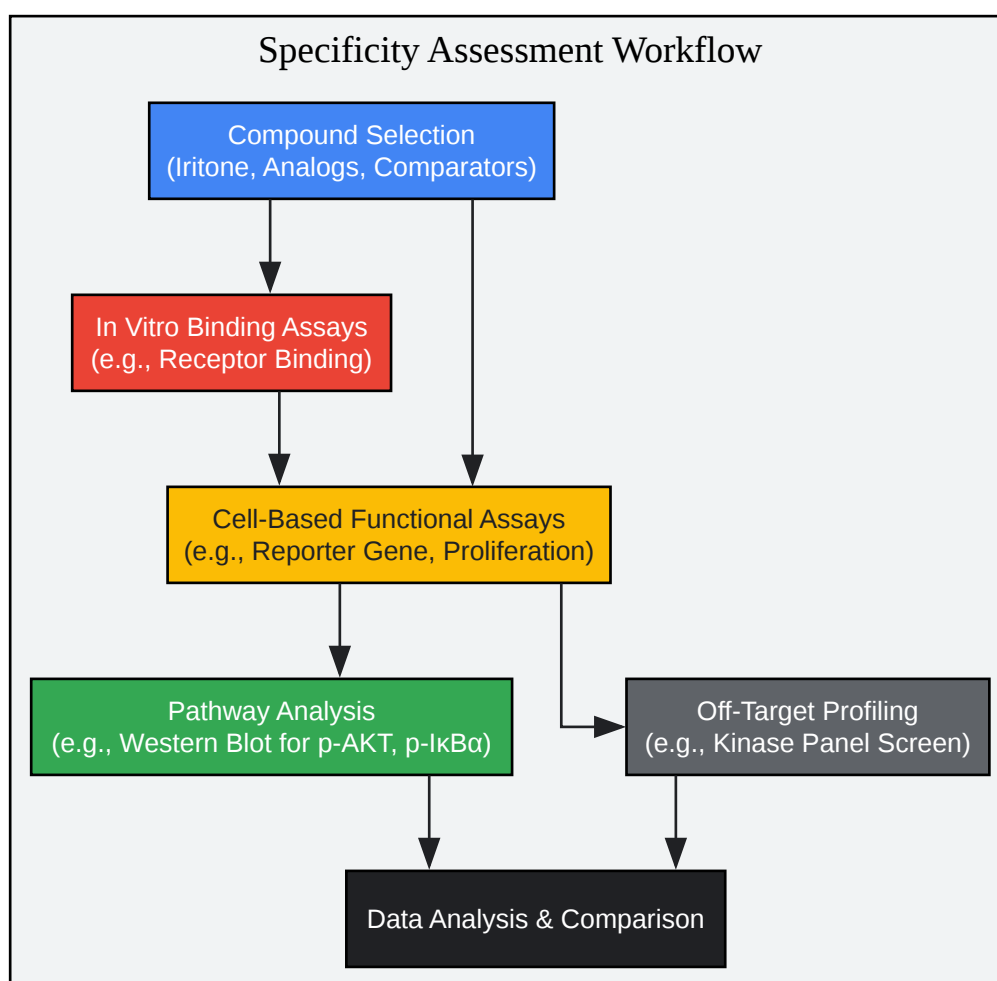 Specificity Assessment Workflow
Compound Selection
(Iritone, Analogs, Comparators)
In Vitro Binding Assays
(e.g., Receptor Binding)
Cell-Based Functional Assays
(e.g., Reporter Gene, Proliferation)
Pathway Analysis
(e.g., Western Blot for p-AKT, p-IκBα)
Off-Target Profiling
(e.g., Kinase Panel Screen)
Data Analysis & Comparison